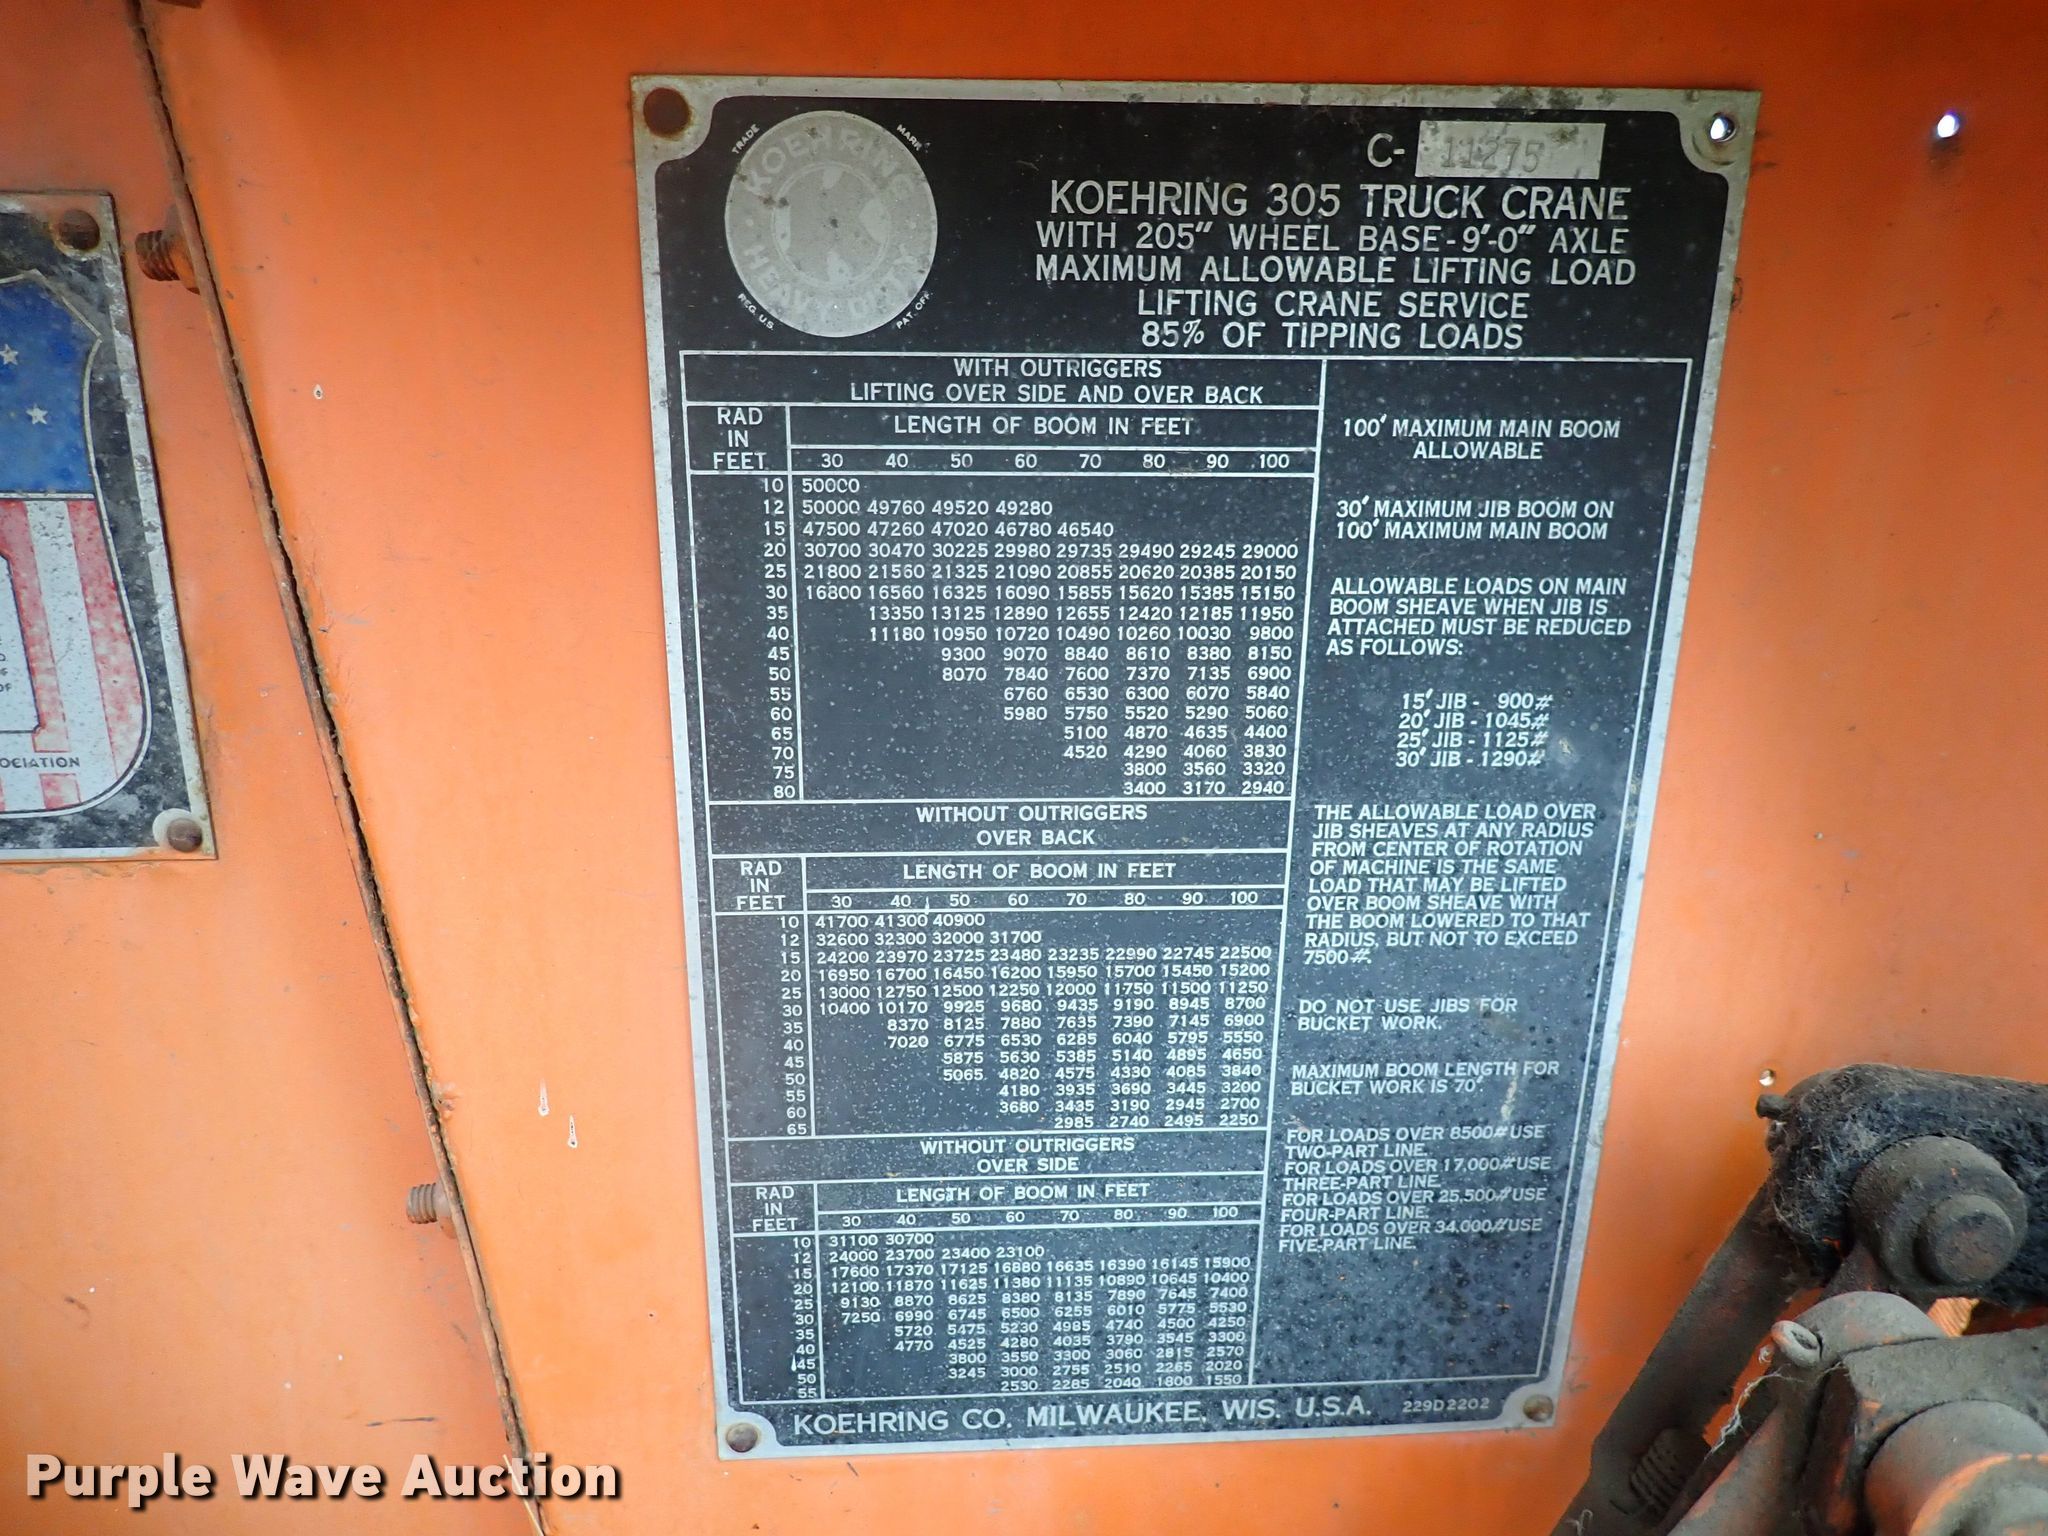 TRADE MARK
KOEHRING
HEAVY DUTY
REG. U.S. PAT. OFF.
C- 11275
KOEHRING 305 TRUCK CRANE
WITH 205" WHEEL BASE-9'-0" AXLE
MAXIMUM ALLOWABLE LIFTING LOAD
LIFTING CRANE SERVICE
85% OF TIPPING LOADS
WITH OUTRIGGERS
LIFTING OVER SIDE AND OVER BACK
RAD IN FEET
LENGTH OF BOOM IN FEET
30 40 50 60 70 80 90 100
10 50000
12 50000 49760 49520 49280
15 47500 47260 47020 46780 46540
20 30700 30470 30225 29980 29735 29490 29245 29000
25 21800 21560 21325 21090 20855 20620 20385 20150
30 16800 16560 16325 16090 15855 15620 15385 15150
35 13350 13125 12890 12655 12420 12185 11950
40 11180 10950 10720 10490 10260 10030 9800
45 9300 9070 8840 8610 8380 8150
50 8070 7840 7600 7370 7135 6900
55 6760 6530 6300 6070 5840
60 5980 5750 5520 5290 5060
65 5100 4870 4635 4400
70 4520 4290 4060 3830
75 3800 3560 3320
80 3400 3170 2940
WITHOUT OUTRIGGERS
OVER BACK
RAD IN FEET
LENGTH OF BOOM IN FEET
30 40 50 60 70 80 90 100
10 41700 41300 40900
12 32600 32300 32000 31700
15 24200 23970 23725 23480 23235 22990 22745 22500
20 16950 16700 16450 16200 15950 15700 15450 15200
25 13000 12750 12500 12250 12000 11750 11500 11250
30 10400 10170 9925 9680 9435 9190 8945 8700
35 8370 8125 7880 7635 7390 7145 6900
40 7020 6775 6530 6285 6040 5795 5550
45 5875 5630 5385 5140 4895 4650
50 5065 4820 4575 4330 4085 3840
55 4180 3935 3690 3445 3200
60 3680 3435 3190 2945 2700
65 2985 2740 2495 2250
WITHOUT OUTRIGGERS
OVER SIDE
RAD IN FEET
LENGTH OF BOOM IN FEET
30 40 50 60 70 80 90 100
10 31100 30700
12 24000 23700 23400 23100
15 17600 17370 17125 16880 16635 16390 16145 15900
20 12100 11870 11625 11380 11135 10890 10645 10400
25 9130 8870 8625 8380 8135 7890 7645 7400
30 7250 6990 6745 6500 6255 6010 5775 5530
35 5720 5475 5230 4985 4740 4500 4250
40 4770 4525 4280 4035 3790 3545 3300
45 3800 3550 3300 3060 2815 2570
50 3245 3000 2755 2510 2265 2020
55 2530 2285 2040 1800 1550
100' MAXIMUM MAIN BOOM
ALLOWABLE
30' MAXIMUM JIB BOOM ON
100' MAXIMUM MAIN BOOM
ALLOWABLE LOADS ON MAIN
BOOM SHEAVE WHEN JIB IS
ATTACHED MUST BE REDUCED
AS FOLLOWS:
15' JIB - 900#
20' JIB - 1045#
25' JIB - 1125#
30' JIB - 1290#
THE ALLOWABLE LOAD OVER
JIB SHEAVES AT ANY RADIUS
FROM CENTER OF ROTATION
OF MACHINE IS THE SAME
LOAD THAT MAY BE LIFTED
OVER BOOM SHEAVE WITH
THE BOOM LOWERED TO THAT
RADIUS, BUT NOT TO EXCEED
7500#.
DO NOT USE JIBS FOR
BUCKET WORK.
MAXIMUM BOOM LENGTH FOR
BUCKET WORK IS 70'.
FOR LOADS OVER 8500# USE
TWO-PART LINE.
FOR LOADS OVER 17,000# USE
THREE-PART LINE.
FOR LOADS OVER 25,500# USE
FOUR-PART LINE.
FOR LOADS OVER 34,000# USE
FIVE-PART LINE.
KOEHRING CO. MILWAUKEE, WIS. U.S.A. 229D2202
OCIATION
Purple Wave Auction